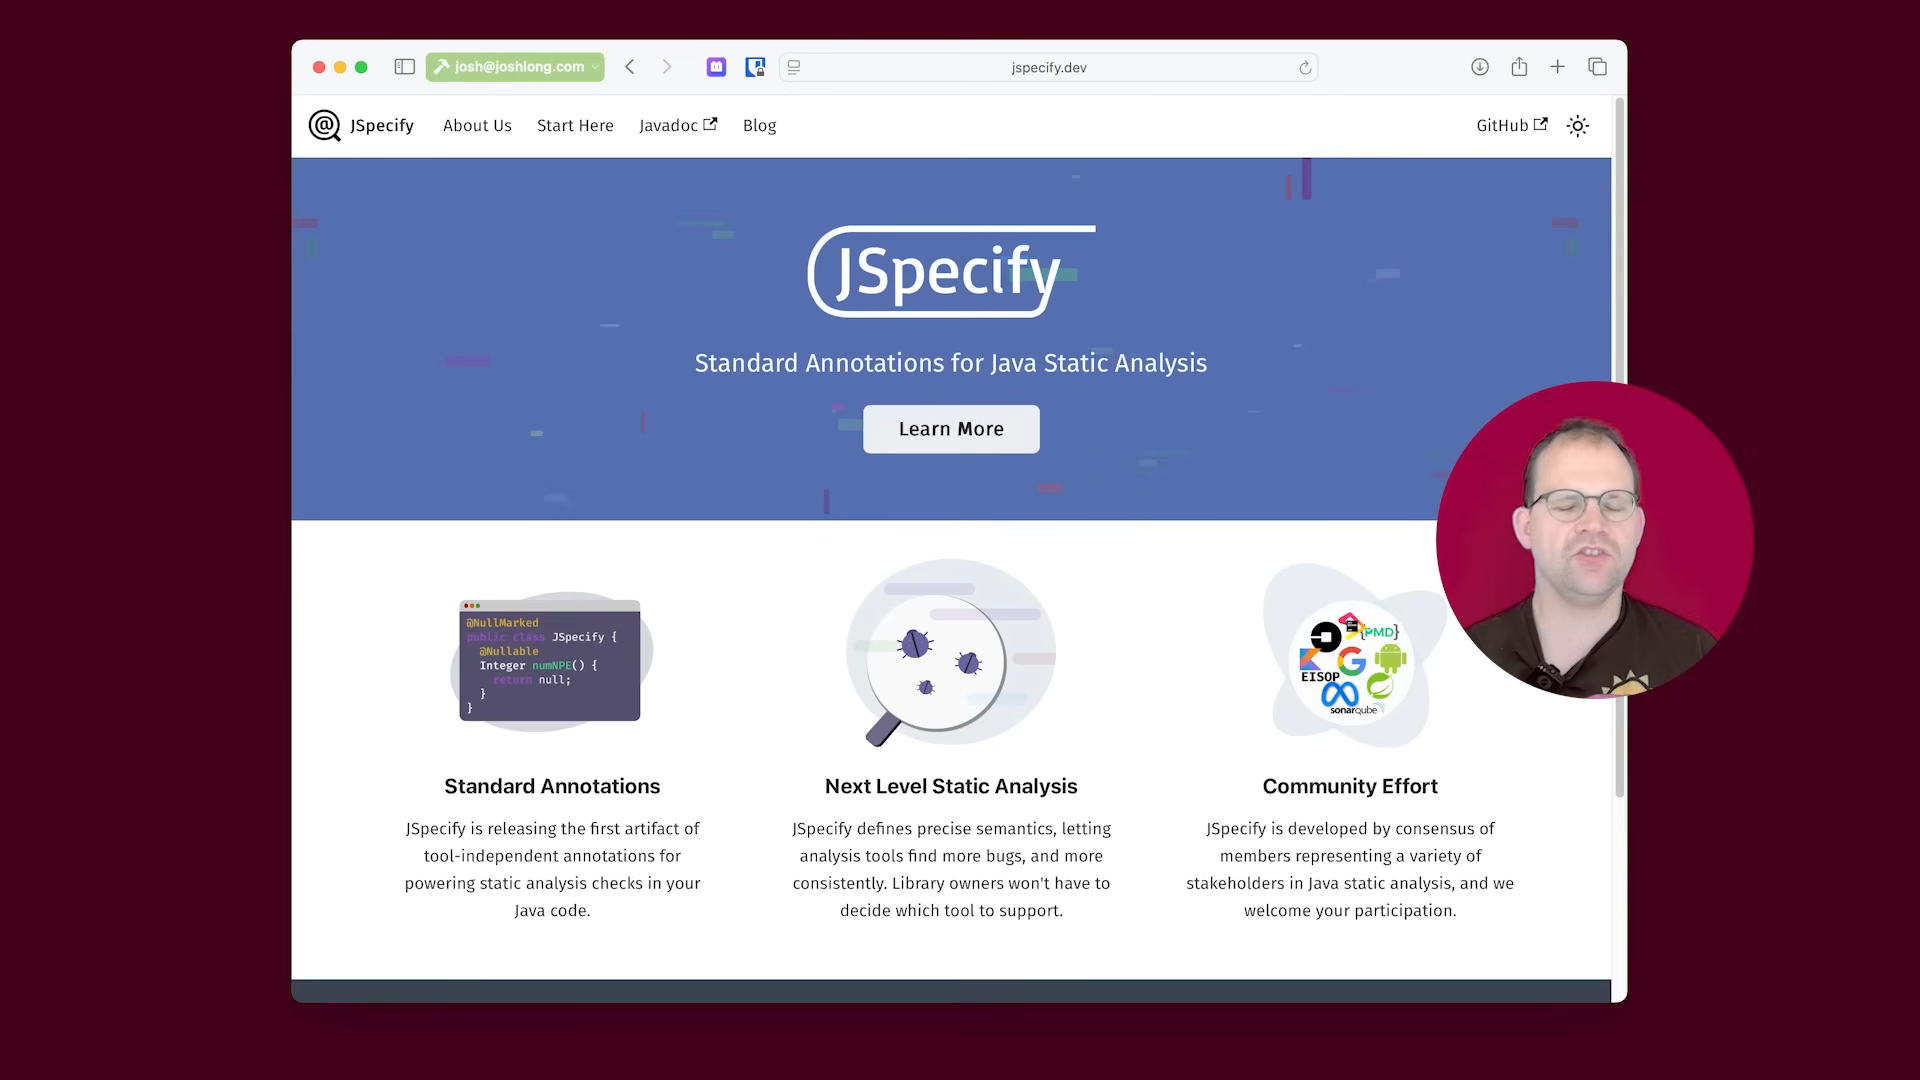 josh@joshlong.com
jspecify.dev
JSpecify
About Us
Start Here
Javadoc
Blog
GitHub
JSpecify
Standard Annotations for Java Static Analysis
Learn More
@NullMarked
public class JSpecify {
@Nullable
Integer numNPE() {
return null;
}
}
{PMD}
EISOP
sonarqube
Standard Annotations
JSpecify is releasing the first artifact of
tool-independent annotations for
powering static analysis checks in your
Java code.
Next Level Static Analysis
JSpecify defines precise semantics, letting
analysis tools find more bugs, and more
consistently. Library owners won't have to
decide which tool to support.
Community Effort
JSpecify is developed by consensus of
members representing a variety of
stakeholders in Java static analysis, and we
welcome your participation.